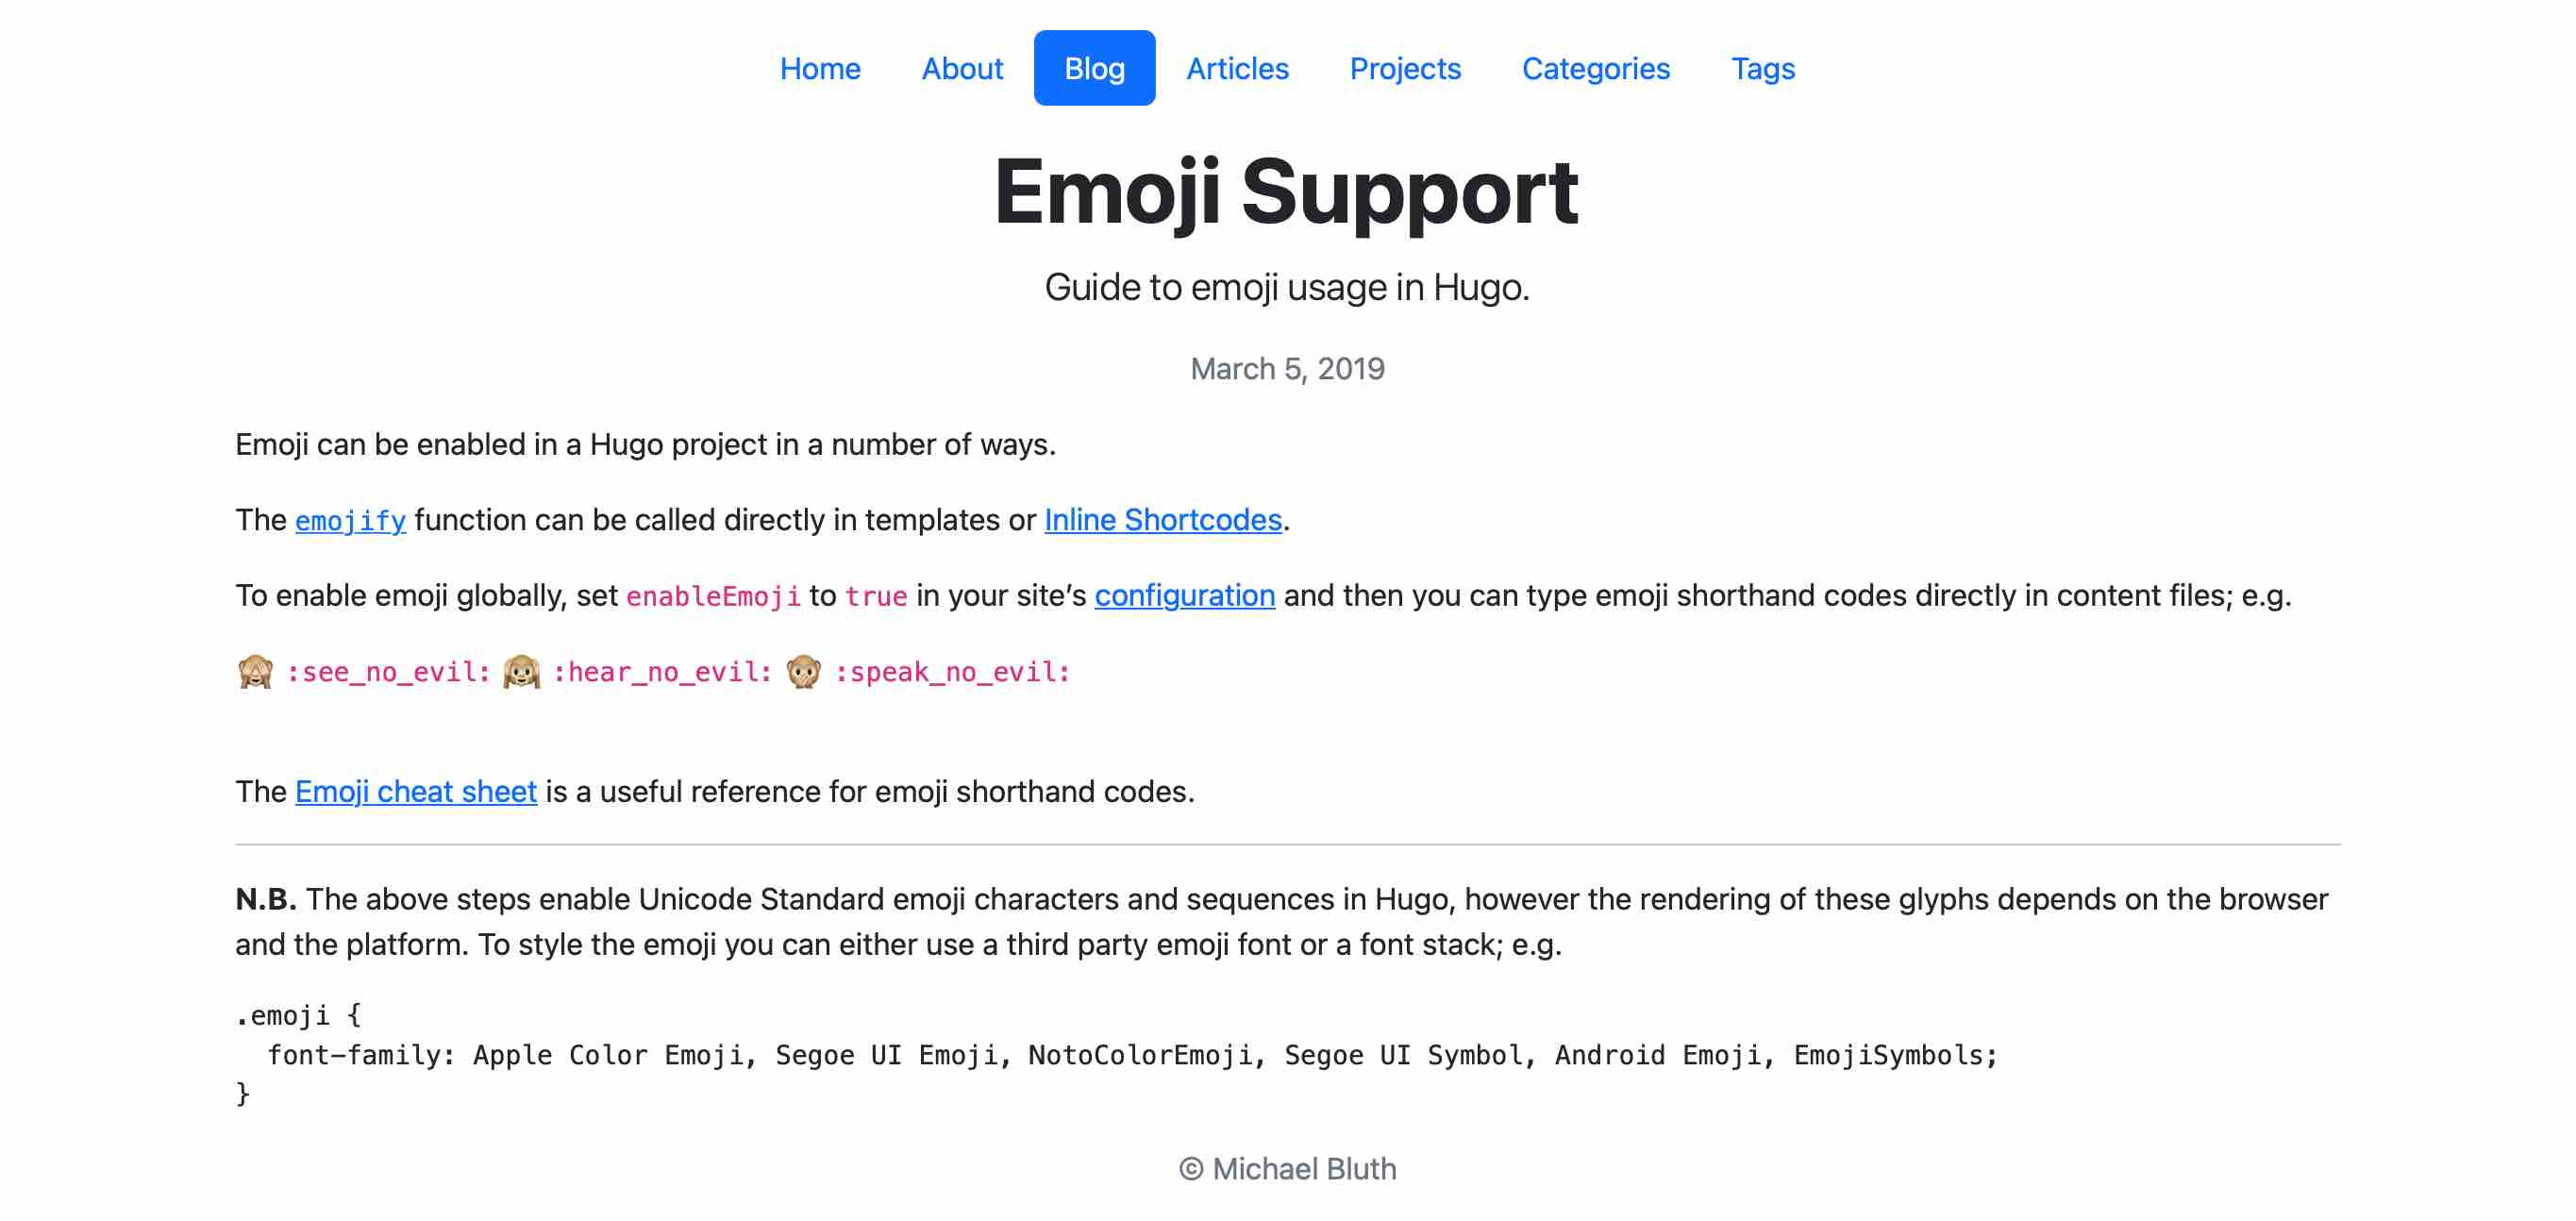 Home About Blog Articles Projects Categories Tags
Emoji Support
Guide to emoji usage in Hugo.
March 5, 2019
Emoji can be enabled in a Hugo project in a number of ways.
The emojify function can be called directly in templates or Inline Shortcodes.
To enable emoji globally, set enableEmoji to true in your site’s configuration and then you can type emoji shorthand codes directly in content files; e.g.
🙈 :see_no_evil: 🙉 :hear_no_evil: 🙊 :speak_no_evil:
The Emoji cheat sheet is a useful reference for emoji shorthand codes.
N.B. The above steps enable Unicode Standard emoji characters and sequences in Hugo, however the rendering of these glyphs depends on the browser
and the platform. To style the emoji you can either use a third party emoji font or a font stack; e.g.
.emoji {
  font-family: Apple Color Emoji, Segoe UI Emoji, NotoColorEmoji, Segoe UI Symbol, Android Emoji, EmojiSymbols;
}
© Michael Bluth